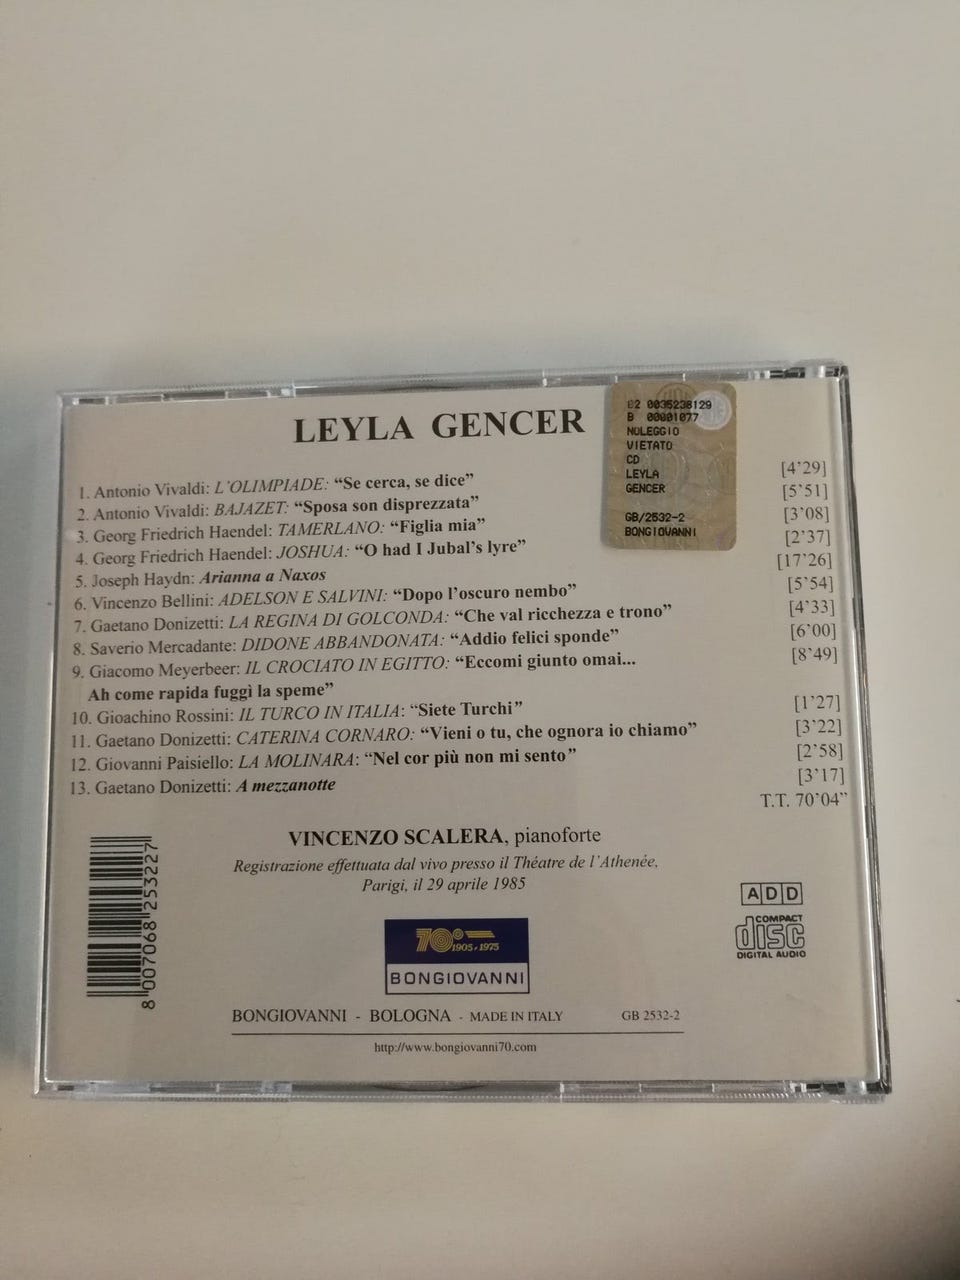 LEYLA GENCER
E2 0035238129
B 00001077
NOLEGGIO
VIETATO
CD
LEYLA
GENCER
GB/2532-2
BONGIOVANNI
1. Antonio Vivaldi: L'OLIMPIADE: “Se cerca, se dice” [4’29]
2. Antonio Vivaldi: BAJAZET: “Sposa son disprezzata” [5’51]
3. Georg Friedrich Haendel: TAMERLANO: “Figlia mia” [3’08]
4. Georg Friedrich Haendel: JOSHUA: “O had I Jubal’s lyre” [2’37]
5. Joseph Haydn: Arianna a Naxos [17’26]
6. Vincenzo Bellini: ADELSON E SALVINI: “Dopo l’oscuro nembo” [5’54]
7. Gaetano Donizetti: LA REGINA DI GOLCONDA: “Che val ricchezza e trono” [4’33]
8. Saverio Mercadante: DIDONE ABBANDONATA: “Addio felici sponde” [6’00]
9. Giacomo Meyerbeer: IL CROCIATO IN EGITTO: “Eccomi giunto omai... [8’49]
Ah come rapida fuggì la speme”
10. Gioachino Rossini: IL TURCO IN ITALIA: “Siete Turchi” [1’27]
11. Gaetano Donizetti: CATERINA CORNARO: “Vieni o tu, che ognora io chiamo” [3’22]
12. Giovanni Paisiello: LA MOLINARA: “Nel cor più non mi sento” [2’58]
13. Gaetano Donizetti: A mezzanotte [3’17]
T.T. 70’04”
VINCENZO SCALERA, pianoforte
Registrazione effettuata dal vivo presso il Théatre de l'Athenée,
Parigi, il 29 aprile 1985
8 007068 253227
ADD
COMPACT
disc
DIGITAL AUDIO
70° 1905-1975
BONGIOVANNI
BONGIOVANNI - BOLOGNA - MADE IN ITALY GB 2532-2
http://www.bongiovanni70.com